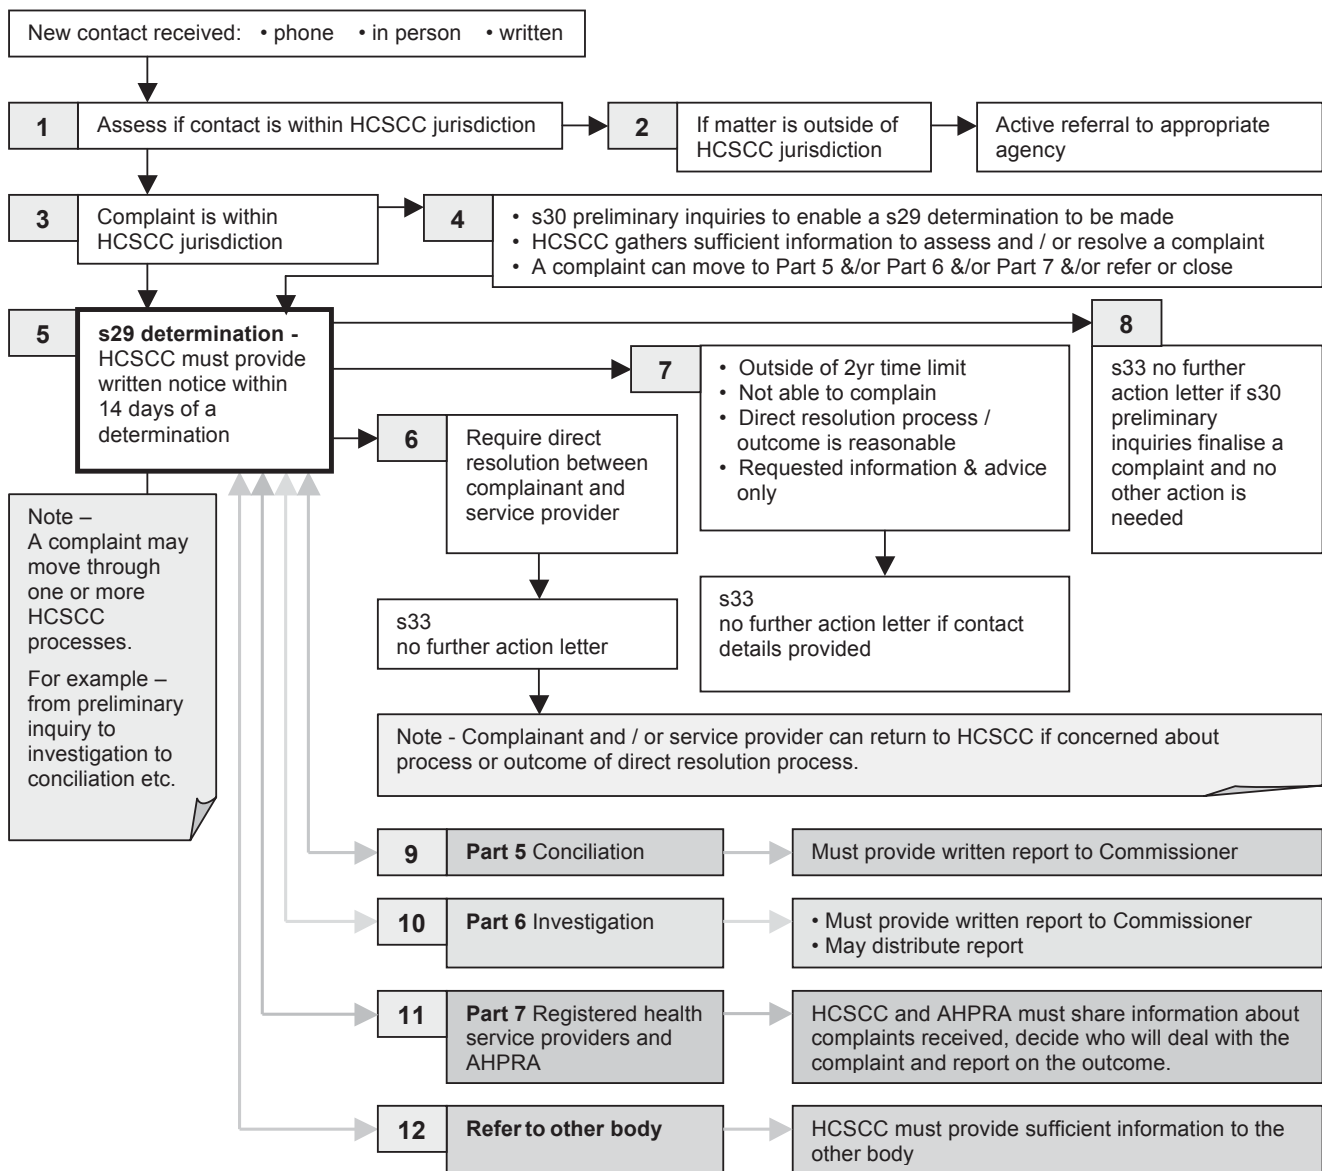 New contact received: • phone • in person • written
1
Assess if contact is within HCSCC jurisdiction
2
If matter is outside of
HCSCC jurisdiction
Active referral to appropriate
agency
3
Complaint is within
HCSCC jurisdiction
4
• s30 preliminary inquiries to enable a s29 determination to be made
• HCSCC gathers sufficient information to assess and / or resolve a complaint
• A complaint can move to Part 5 &/or Part 6 &/or Part 7 &/or refer or close
5
s29 determination -
HCSCC must provide
written notice within
14 days of a
determination
8
s33 no further
action letter if s30
preliminary
inquiries finalise a
complaint and no
other action is
needed
7
• Outside of 2yr time limit
• Not able to complain
• Direct resolution process /
outcome is reasonable
• Requested information & advice
only
6
Require direct
resolution between
complainant and
service provider
Note –
A complaint may
move through
one or more
HCSCC
processes.
For example –
from preliminary
inquiry to
investigation to
conciliation etc.
s33
no further action letter
s33
no further action letter if contact
details provided
Note - Complainant and / or service provider can return to HCSCC if concerned about
process or outcome of direct resolution process.
9
Part 5 Conciliation
Must provide written report to Commissioner
10
Part 6 Investigation
• Must provide written report to Commissioner
• May distribute report
11
Part 7 Registered health
service providers and
AHPRA
HCSCC and AHPRA must share information about
complaints received, decide who will deal with the
complaint and report on the outcome.
12
Refer to other body
HCSCC must provide sufficient information to the
other body